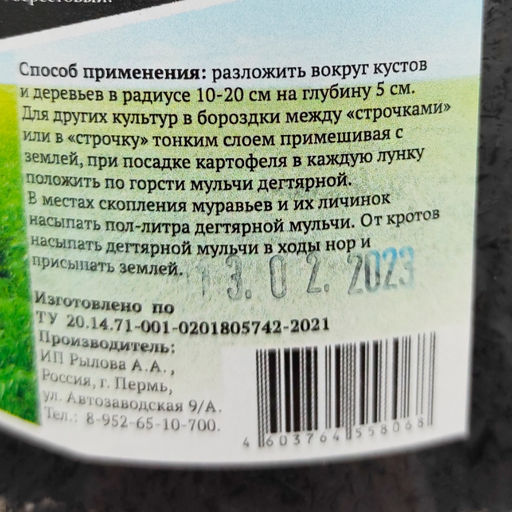 Способ применения: разложить вокруг кустов
и деревьев в радиусе 10-20 см на глубину 5 см.
Для других культур в бороздки между «строчками»
или в «строчку» тонким слоем примешивая с
землей, при посадке картофеля в каждую лунку
положить по горсти мульчи дегтярной.
В местах скопления муравьев и их личинок
насыпать пол-литра дегтярной мульчи. От кротов
насыпать дегтярной мульчи в ходы нор и
присыпать землей.
13.02.2023
Изготовлено по
ТУ 20.14.71-001-0201805742-2021
Производитель:
ИП Рылова А.А.,
Россия, г. Пермь,
ул. Автозаводская 9/А.
Тел.: 8-952-65-10-700.
4 603764 558068